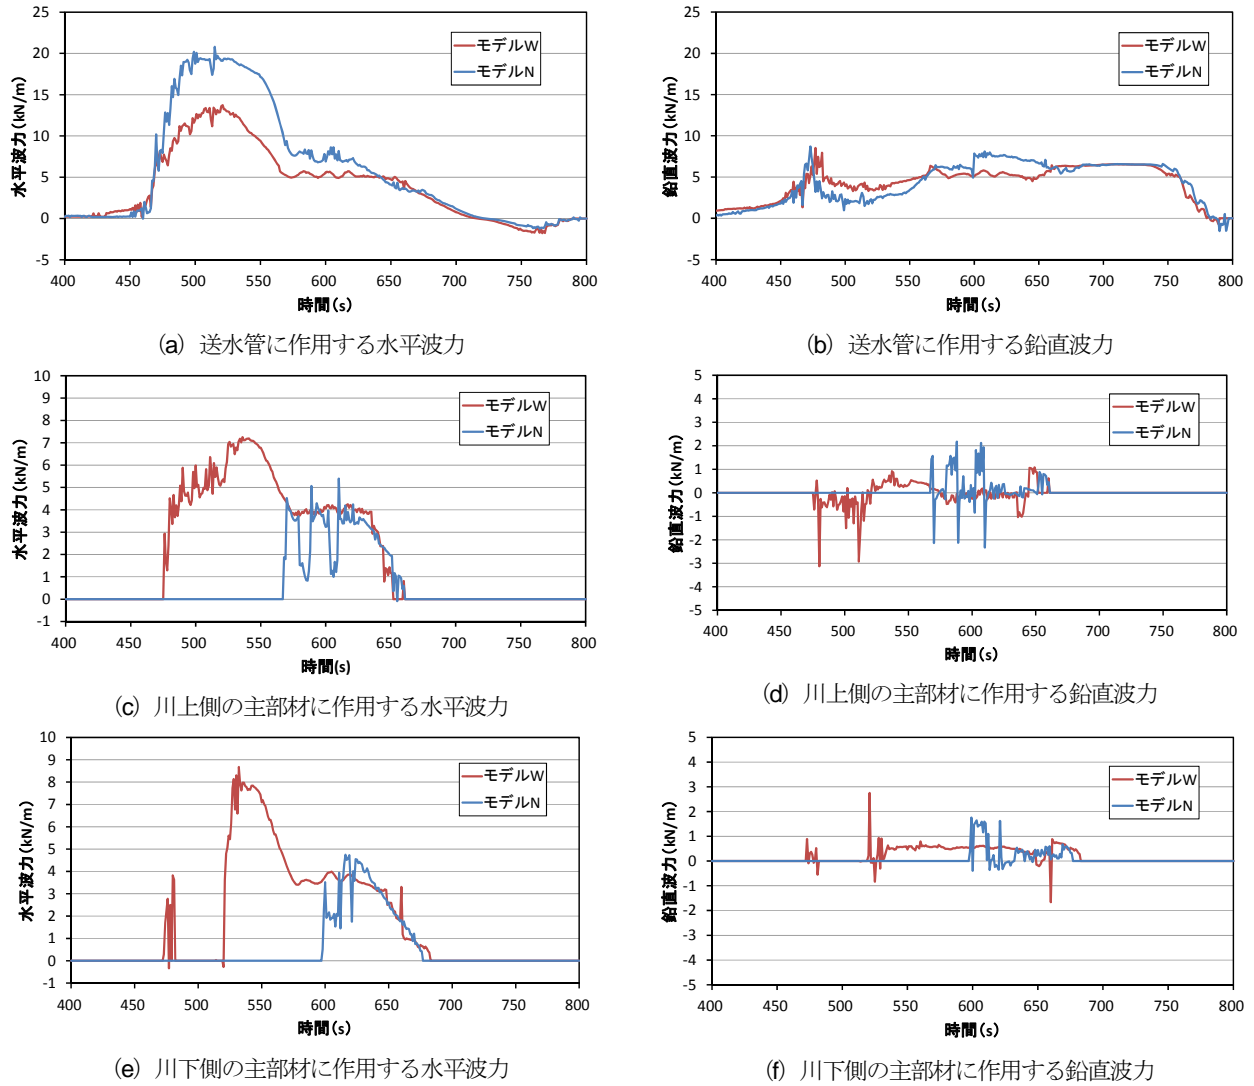 水平波力(kN/m)
25
20
15
10
5
0
-5
モデルW
モデルN
400 450 500 550 600 650 700 750 800
時間(s)
(a) 送水管に作用する水平波力
鉛直波力(kN/m)
25
20
15
10
5
0
-5
モデルW
モデルN
400 450 500 550 600 650 700 750 800
時間(s)
(b) 送水管に作用する鉛直波力
水平波力(kN/m)
10
9
8
7
6
5
4
3
2
1
0
-1
モデルW
モデルN
400 450 500 550 600 650 700 750 800
時間(s)
(c) 川上側の主部材に作用する水平波力
鉛直波力(kN/m)
5
4
3
2
1
0
-1
-2
-3
-4
-5
モデルW
モデルN
400 450 500 550 600 650 700 750 800
時間(s)
(d) 川上側の主部材に作用する鉛直波力
水平波力(kN/m)
10
9
8
7
6
5
4
3
2
1
0
-1
モデルW
モデルN
400 450 500 550 600 650 700 750 800
時間(s)
(e) 川下側の主部材に作用する水平波力
鉛直波力(kN/m)
5
4
3
2
1
0
-1
-2
-3
-4
-5
モデルW
モデルN
400 450 500 550 600 650 700 750 800
時間(s)
(f) 川下側の主部材に作用する鉛直波力